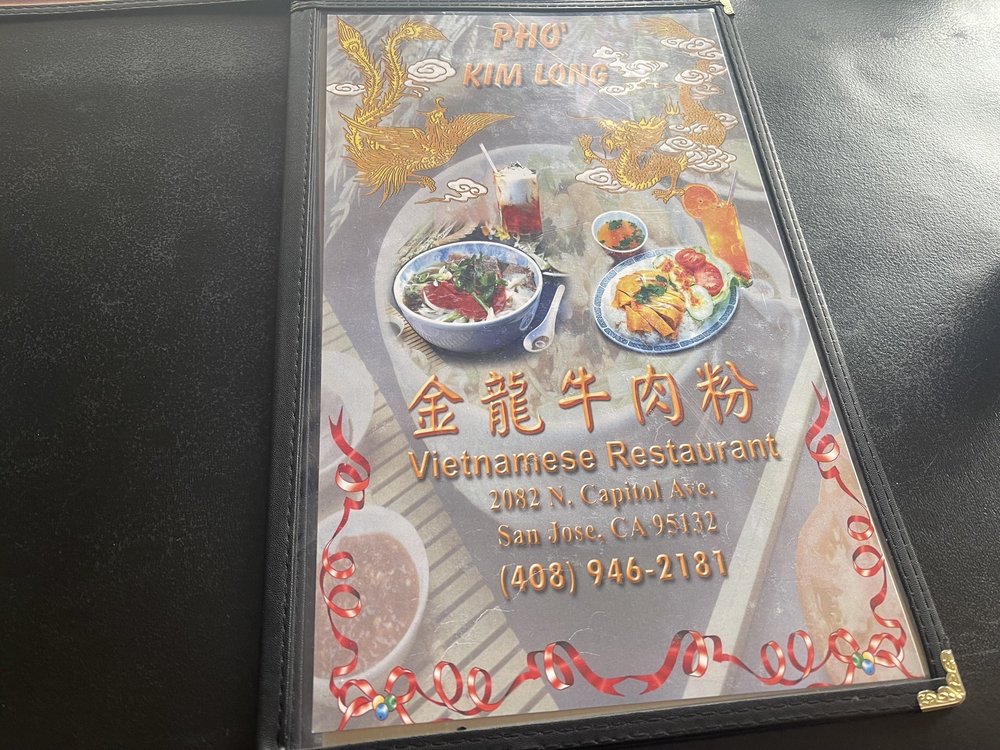 PHỞ
KIM LONG
金龍牛肉粉
Vietnamese Restaurant
2082 N. Capitol Ave.
San Jose, CA 95132
(408) 946-2181